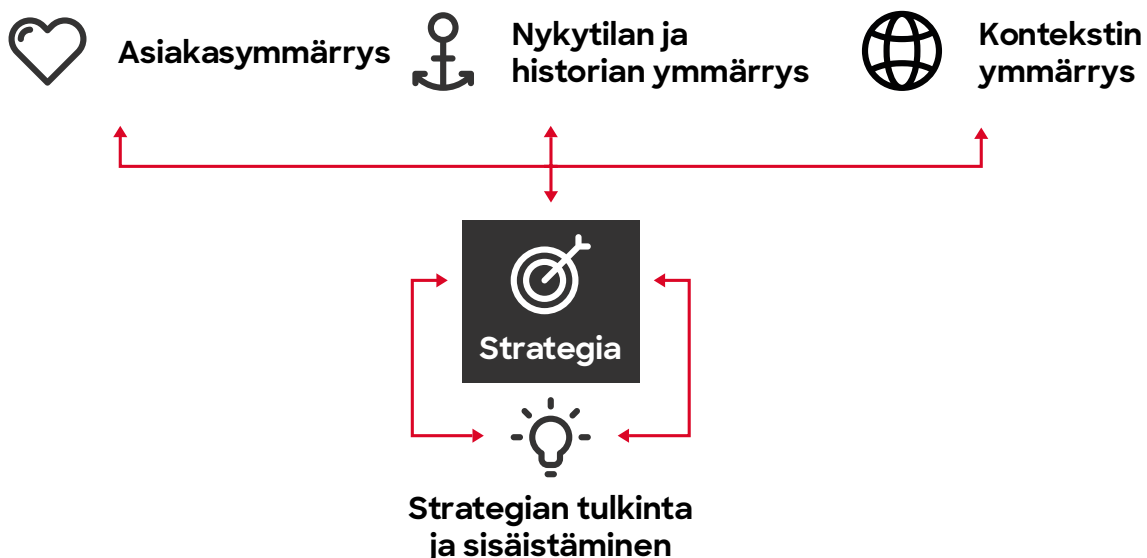 Asiakasymmärrys
Nykytilan ja
historian ymmärrys
Kontekstin
ymmärrys
Strategia
Strategian tulkinta
ja sisäistäminen